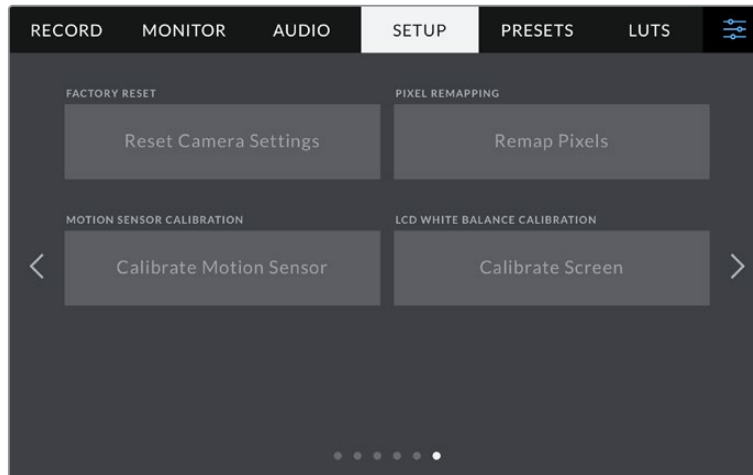 RECORD MONITOR AUDIO SETUP PRESETS LUTS
FACTORY RESET PIXEL REMAPPING
Reset Camera Settings Remap Pixels
MOTION SENSOR CALIBRATION LCD WHITE BALANCE CALIBRATION
Calibrate Motion Sensor Calibrate Screen